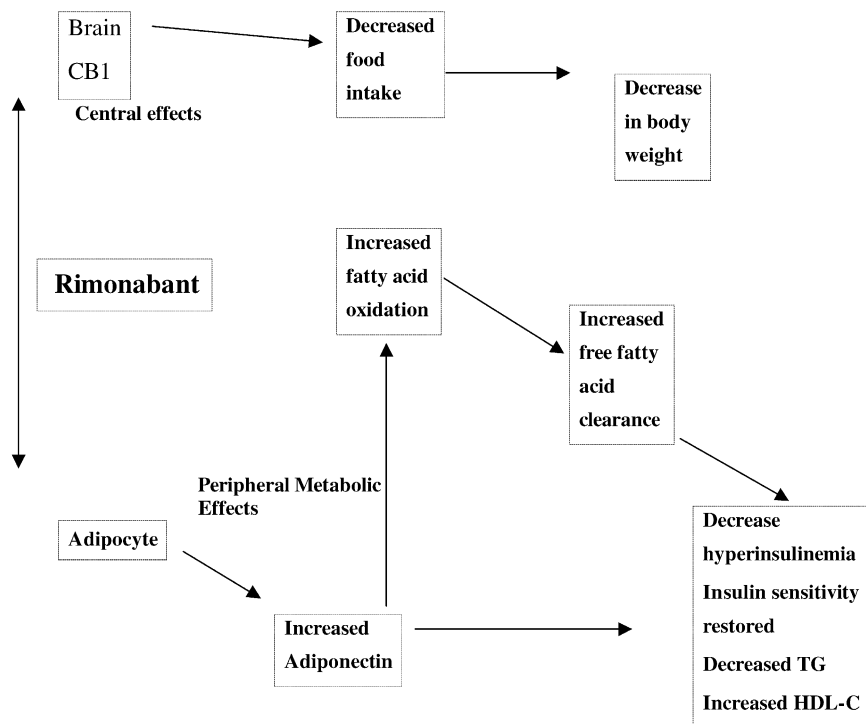 Brain
CB1
Central effects
Decreased
food
intake
Decrease
in body
weight
Rimonabant
Increased
fatty acid
oxidation
Increased
free fatty
acid
clearance
Peripheral Metabolic
Effects
Adipocyte
Increased
Adiponectin
Decrease
hyperinsulinemia
Insulin sensitivity
restored
Decreased TG
Increased HDL-C